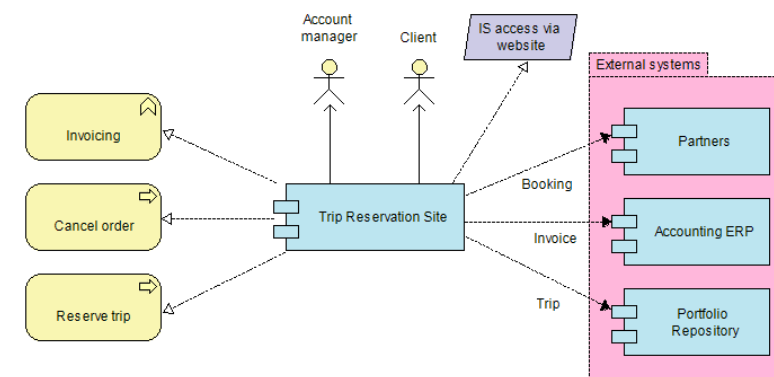 Account
manager
Client
IS access via
website
External systems
Invoicing
Partners
Booking
Cancel order
Trip Reservation Site
Invoice
Accounting ERP
Trip
Reserve trip
Portfolio
Repository